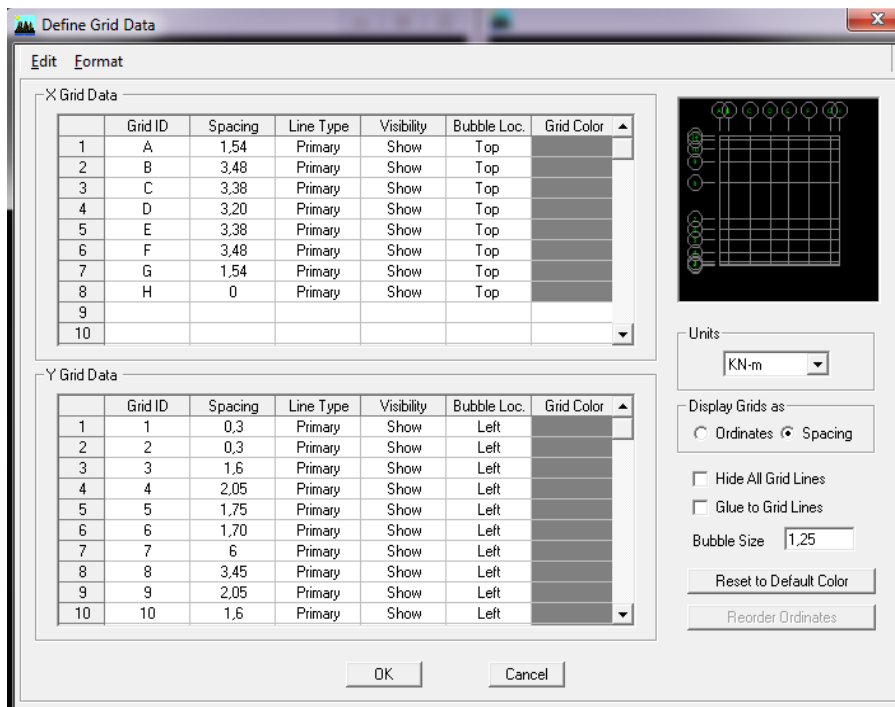 Define Grid Data
Edit Format
X Grid Data
Grid ID Spacing Line Type Visibility Bubble Loc. Grid Color
1 A 1,54 Primary Show Top
2 B 3,48 Primary Show Top
3 C 3,38 Primary Show Top
4 D 3,20 Primary Show Top
5 E 3,38 Primary Show Top
6 F 3,48 Primary Show Top
7 G 1,54 Primary Show Top
8 H 0 Primary Show Top
9
10
Y Grid Data
Grid ID Spacing Line Type Visibility Bubble Loc. Grid Color
1 1 0,3 Primary Show Left
2 2 0,3 Primary Show Left
3 3 1,6 Primary Show Left
4 4 2,05 Primary Show Left
5 5 1,75 Primary Show Left
6 6 1,70 Primary Show Left
7 7 6 Primary Show Left
8 8 3,45 Primary Show Left
9 9 2,05 Primary Show Left
10 10 1,6 Primary Show Left
Units
KN-m
Display Grids as
Ordinates Spacing
Hide All Grid Lines
Glue to Grid Lines
Bubble Size 1,25
Reset to Default Color
Reorder Ordinates
OK Cancel